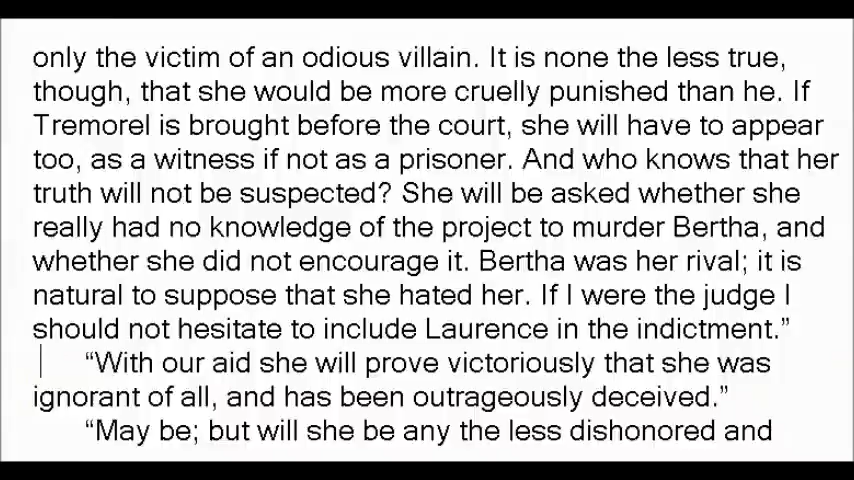 only the victim of an odious villain. It is none the less true,
though, that she would be more cruelly punished than he. If
Tremorel is brought before the court, she will have to appear
too, as a witness if not as a prisoner. And who knows that her
truth will not be suspected? She will be asked whether she
really had no knowledge of the project to murder Bertha, and
whether she did not encourage it. Bertha was her rival; it is
natural to suppose that she hated her. If I were the judge I
should not hesitate to include Laurence in the indictment.”
“With our aid she will prove victoriously that she was
ignorant of all, and has been outrageously deceived.”
“May be; but will she be any the less dishonored and